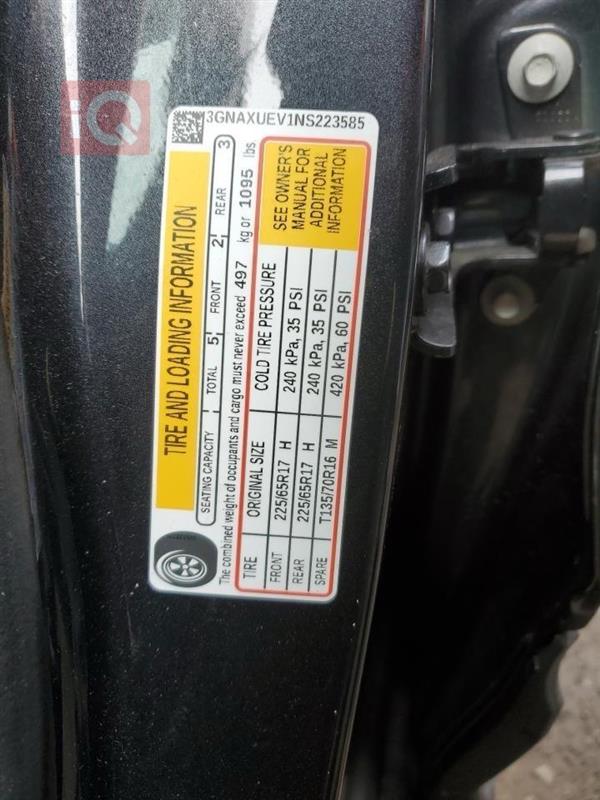 iQ
3GNAXUEV1NS223585
TIRE AND LOADING INFORMATION
SEATING CAPACITY TOTAL 5 FRONT 2 REAR 3
The combined weight of occupants and cargo must never exceed 497 kg or 1095 lbs
TIRE ORIGINAL SIZE COLD TIRE PRESSURE
FRONT 225/65R17 H 240 kPa, 35 PSI
REAR 225/65R17 H 240 kPa, 35 PSI
SPARE T135/70R16 M 420 kPa, 60 PSI
SEE OWNER'S
MANUAL FOR
ADDITIONAL
INFORMATION